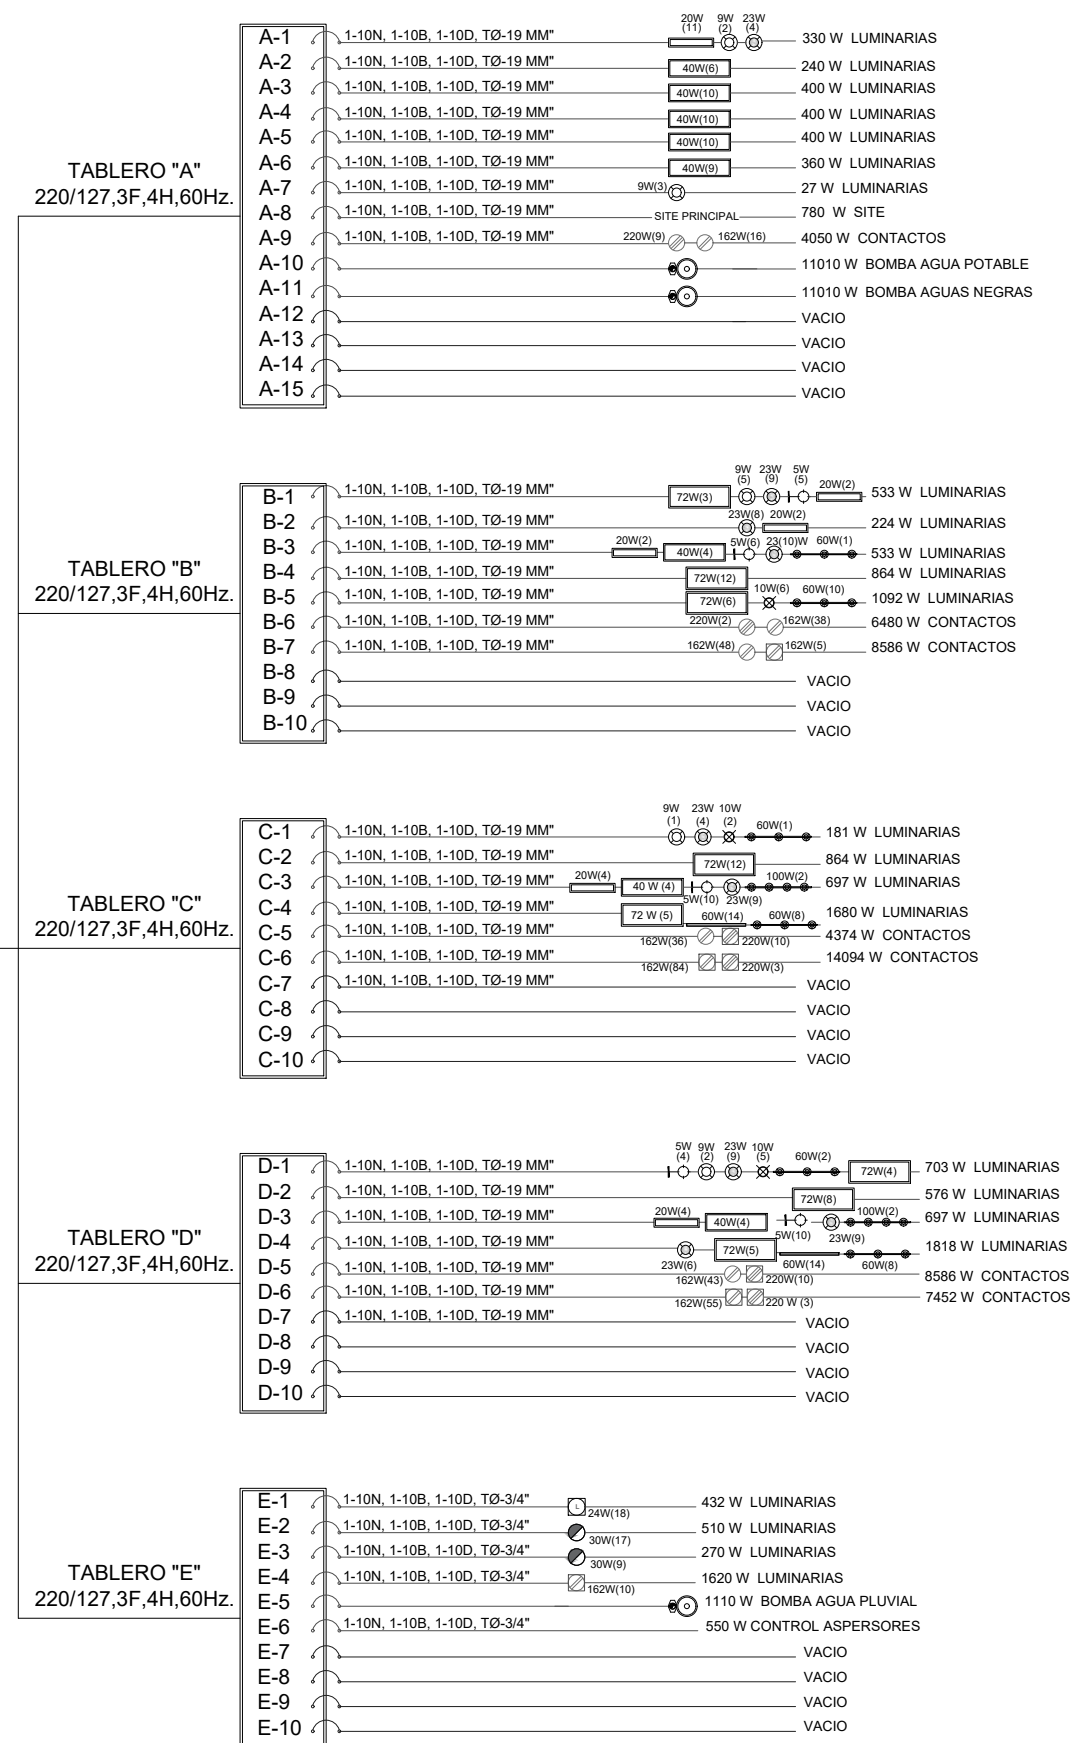 TABLERO "A"
220/127,3F,4H,60Hz.
A-1 1-10N, 1-10B, 1-10D, TØ-19 MM" 20W (11) 9W (2) 23W (4) 330 W LUMINARIAS
A-2 1-10N, 1-10B, 1-10D, TØ-19 MM" 40W(6) 240 W LUMINARIAS
A-3 1-10N, 1-10B, 1-10D, TØ-19 MM" 40W(10) 400 W LUMINARIAS
A-4 1-10N, 1-10B, 1-10D, TØ-19 MM" 40W(10) 400 W LUMINARIAS
A-5 1-10N, 1-10B, 1-10D, TØ-19 MM" 40W(10) 400 W LUMINARIAS
A-6 1-10N, 1-10B, 1-10D, TØ-19 MM" 40W(9) 360 W LUMINARIAS
A-7 1-10N, 1-10B, 1-10D, TØ-19 MM" 9W(3) 27 W LUMINARIAS
A-8 1-10N, 1-10B, 1-10D, TØ-19 MM" SITE PRINCIPAL 780 W SITE
A-9 1-10N, 1-10B, 1-10D, TØ-19 MM" 220W(9) 162W(16) 4050 W CONTACTOS
A-10 11010 W BOMBA AGUA POTABLE
A-11 11010 W BOMBA AGUAS NEGRAS
A-12 VACIO
A-13 VACIO
A-14 VACIO
A-15 VACIO
TABLERO "B"
220/127,3F,4H,60Hz.
B-1 1-10N, 1-10B, 1-10D, TØ-19 MM" 72W(3) 9W (5) 23W (9) 5W (5) 20W(2) 533 W LUMINARIAS
B-2 1-10N, 1-10B, 1-10D, TØ-19 MM" 23W(8) 20W(2) 224 W LUMINARIAS
B-3 1-10N, 1-10B, 1-10D, TØ-19 MM" 20W(2) 40W(4) 5W(6) 23(10)W 60W(1) 533 W LUMINARIAS
B-4 1-10N, 1-10B, 1-10D, TØ-19 MM" 72W(12) 864 W LUMINARIAS
B-5 1-10N, 1-10B, 1-10D, TØ-19 MM" 72W(6) 10W(6) 60W(10) 1092 W LUMINARIAS
B-6 1-10N, 1-10B, 1-10D, TØ-19 MM" 220W(2) 162W(38) 6480 W CONTACTOS
B-7 1-10N, 1-10B, 1-10D, TØ-19 MM" 162W(48) 162W(5) 8586 W CONTACTOS
B-8 VACIO
B-9 VACIO
B-10 VACIO
TABLERO "C"
220/127,3F,4H,60Hz.
C-1 1-10N, 1-10B, 1-10D, TØ-19 MM" 9W (1) 23W (4) 10W (2) 60W(1) 181 W LUMINARIAS
C-2 1-10N, 1-10B, 1-10D, TØ-19 MM" 72W(12) 864 W LUMINARIAS
C-3 1-10N, 1-10B, 1-10D, TØ-19 MM" 20W(4) 40 W (4) 5W(10) 23W(9) 100W(2) 697 W LUMINARIAS
C-4 1-10N, 1-10B, 1-10D, TØ-19 MM" 72 W (5) 60W(14) 60W(8) 1680 W LUMINARIAS
C-5 1-10N, 1-10B, 1-10D, TØ-19 MM" 162W(36) 220W(10) 4374 W CONTACTOS
C-6 1-10N, 1-10B, 1-10D, TØ-19 MM" 162W(84) 220W(3) 14094 W CONTACTOS
C-7 1-10N, 1-10B, 1-10D, TØ-19 MM" VACIO
C-8 VACIO
C-9 VACIO
C-10 VACIO
TABLERO "D"
220/127,3F,4H,60Hz.
D-1 1-10N, 1-10B, 1-10D, TØ-19 MM" 5W (4) 9W (2) 23W (9) 10W (5) 60W(2) 72W(4) 703 W LUMINARIAS
D-2 1-10N, 1-10B, 1-10D, TØ-19 MM" 72W(8) 576 W LUMINARIAS
D-3 1-10N, 1-10B, 1-10D, TØ-19 MM" 20W(4) 40W(4) 5W(10) 23W(9) 100W(2) 697 W LUMINARIAS
D-4 1-10N, 1-10B, 1-10D, TØ-19 MM" 23W(6) 72W(5) 60W(14) 60W(8) 1818 W LUMINARIAS
D-5 1-10N, 1-10B, 1-10D, TØ-19 MM" 162W(43) 220W(10) 8586 W CONTACTOS
D-6 1-10N, 1-10B, 1-10D, TØ-19 MM" 162W(55) 220 W (3) 7452 W CONTACTOS
D-7 1-10N, 1-10B, 1-10D, TØ-19 MM" VACIO
D-8 VACIO
D-9 VACIO
D-10 VACIO
TABLERO "E"
220/127,3F,4H,60Hz.
E-1 1-10N, 1-10B, 1-10D, TØ-3/4" L 24W(18) 432 W LUMINARIAS
E-2 1-10N, 1-10B, 1-10D, TØ-3/4" 30W(17) 510 W LUMINARIAS
E-3 1-10N, 1-10B, 1-10D, TØ-3/4" 30W(9) 270 W LUMINARIAS
E-4 1-10N, 1-10B, 1-10D, TØ-3/4" 162W(10) 1620 W LUMINARIAS
E-5 1110 W BOMBA AGUA PLUVIAL
E-6 1-10N, 1-10B, 1-10D, TØ-3/4" 550 W CONTROL ASPERSORES
E-7 VACIO
E-8 VACIO
E-9 VACIO
E-10 VACIO